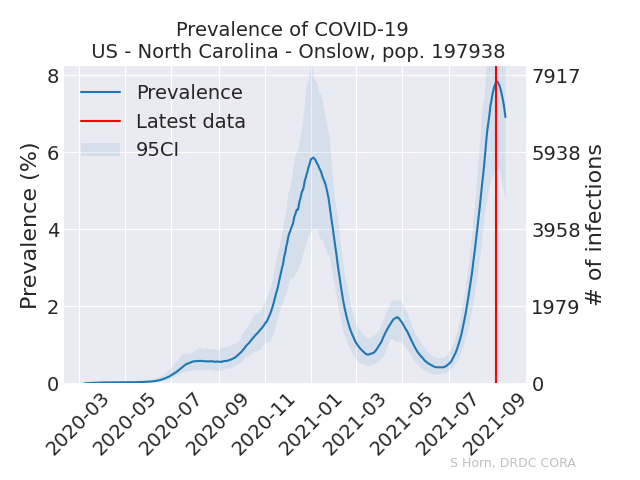 Prevalence of COVID-19
US - North Carolina - Onslow, pop. 197938
Prevalence
Latest data
95CI
Prevalence (%)
8
6
4
2
0
7917
5938
3958
1979
0
# of infections
2020-03
2020-05
2020-07
2020-09
2020-11
2021-01
2021-03
2021-05
2021-07
2021-09
S Horn, DRDC CORA